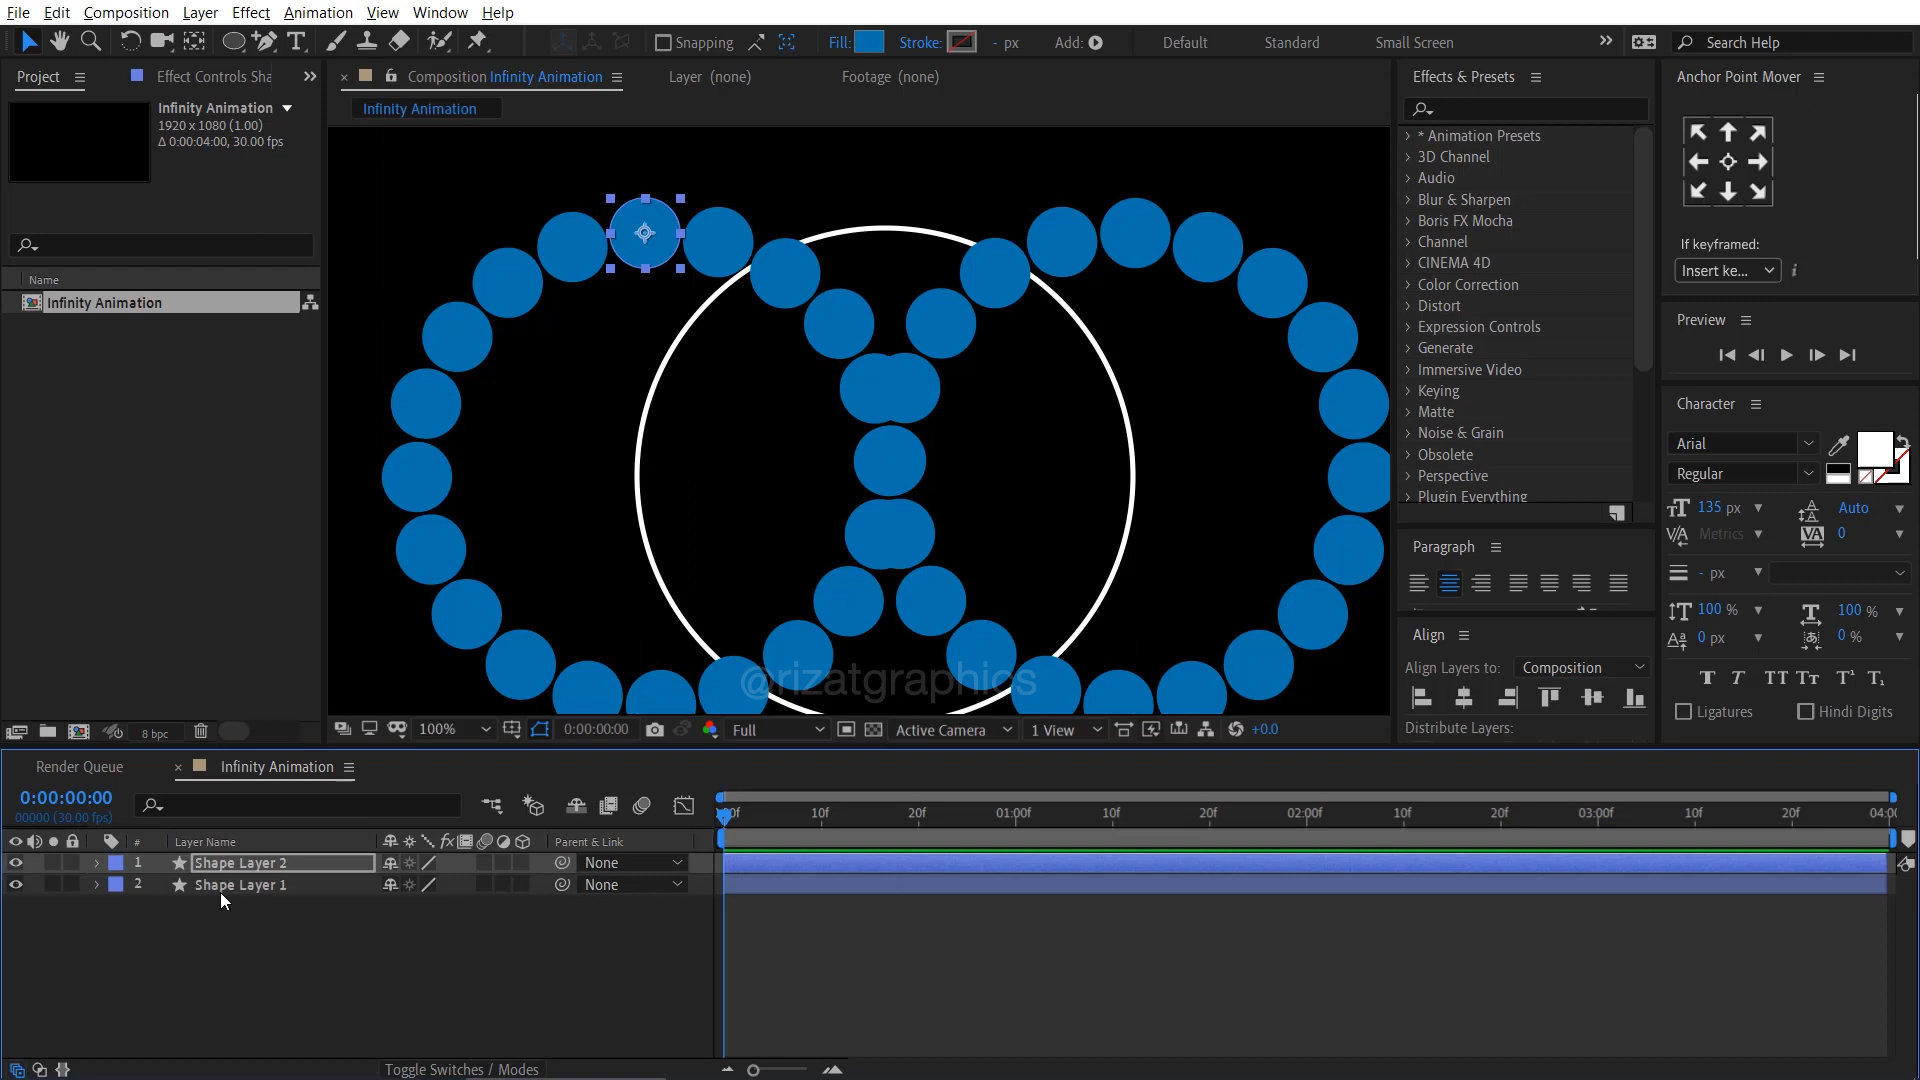 File Edit Composition Layer Effect Animation View Window Help
Snapping Fill: Stroke: - px Add: Default Standard Small Screen Search Help
Project Effect Controls Sha
Infinity Animation
1920 x 1080 (1.00)
Δ 0:00:04:00, 30.00 fps
Name
Infinity Animation
8 bpc
Composition Infinity Animation Layer (none) Footage (none)
Infinity Animation
@rizatgraphics
100% 0:00:00:00 Full Active Camera 1 View +0.0
Effects & Presets
* Animation Presets
3D Channel
Audio
Blur & Sharpen
Boris FX Mocha
Channel
CINEMA 4D
Color Correction
Distort
Expression Controls
Generate
Immersive Video
Keying
Matte
Noise & Grain
Obsolete
Perspective
Plugin Everything
Paragraph
Align
Align Layers to: Composition
Distribute Layers:
Anchor Point Mover
If keyframed:
Insert ke...
Preview
Character
Arial
Regular
135 px Auto
Metrics 0
- px
100 % 100 %
0 px 0 %
Ligatures Hindi Digits
Render Queue Infinity Animation
0:00:00:00
00000 (30.00 fps)
# Layer Name Parent & Link
1 Shape Layer 2 None
2 Shape Layer 1 None
10f 20f 01:00f 10f 20f 02:00f 10f 20f 03:00f 10f 20f
Toggle Switches / Modes